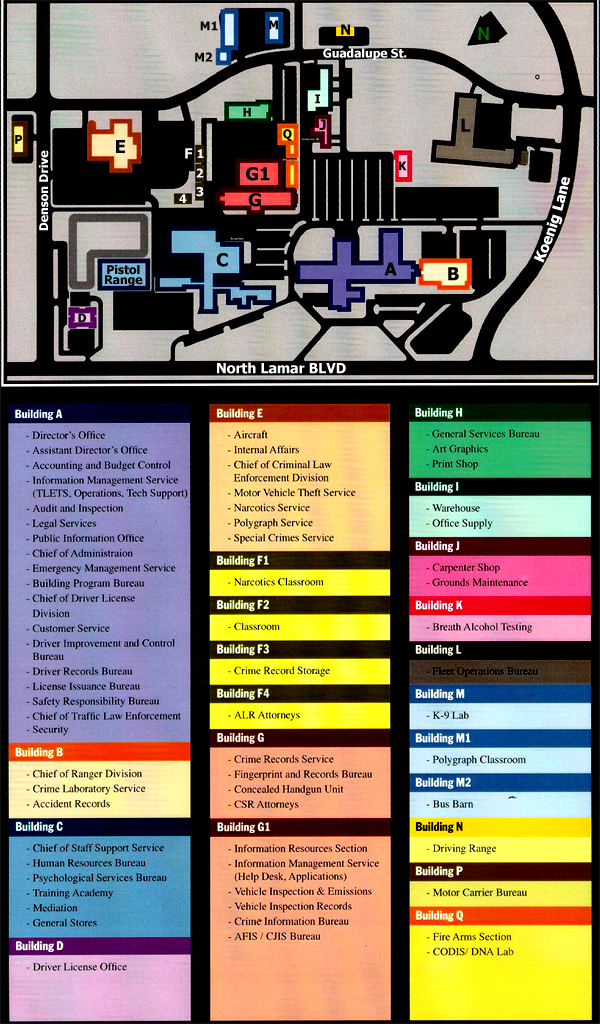 M1
M
M2
N
N
Guadalupe St.
I
H
J
L
Q
P
E
F
1
2
3
4
G1
G
K
Denson Drive
Koenig Lane
C
A
B
Pistol
Range
D
North Lamar BLVD
Building A
- Director's Office
- Assistant Director's Office
- Accounting and Budget Control
- Information Management Service
(TLETS, Operations, Tech Support)
- Audit and Inspection
- Legal Services
- Public Information Office
- Chief of Administraion
- Emergency Management Service
- Building Program Bureau
- Chief of Driver License
Division
- Customer Service
- Driver Improvement and Control
Bureau
- Driver Records Bureau
- License Issuance Bureau
- Safety Responsibility Bureau
- Chief of Traffic Law Enforcement
- Security
Building B
- Chief of Ranger Division
- Crime Laboratory Service
- Accident Records
Building C
- Chief of Staff Support Service
- Human Resources Bureau
- Psychological Services Bureau
- Training Academy
- Mediation
- General Stores
Building D
- Driver License Office
Building E
- Aircraft
- Internal Affairs
- Chief of Criminal Law
Enforcement Division
- Motor Vehicle Theft Service
- Narcotics Service
- Polygraph Service
- Special Crimes Service
Building F1
- Narcotics Classroom
Building F2
- Classroom
Building F3
- Crime Record Storage
Building F4
- ALR Attorneys
Building G
- Crime Records Service
- Fingerprint and Records Bureau
- Concealed Handgun Unit
- CSR Attorneys
Building G1
- Information Resources Section
- Information Management Service
(Help Desk, Applications)
- Vehicle Inspection & Emissions
- Vehicle Inspection Records
- Crime Information Bureau
- AFIS / CJIS Bureau
Building H
- General Services Bureau
- Art Graphics
- Print Shop
Building I
- Warehouse
- Office Supply
Building J
- Carpenter Shop
- Grounds Maintenance
Building K
- Breath Alcohol Testing
Building L
- Fleet Operations Bureau
Building M
- K-9 Lab
Building M1
- Polygraph Classroom
Building M2
- Bus Barn
Building N
- Driving Range
Building P
- Motor Carrier Bureau
Building Q
- Fire Arms Section
- CODIS/ DNA Lab